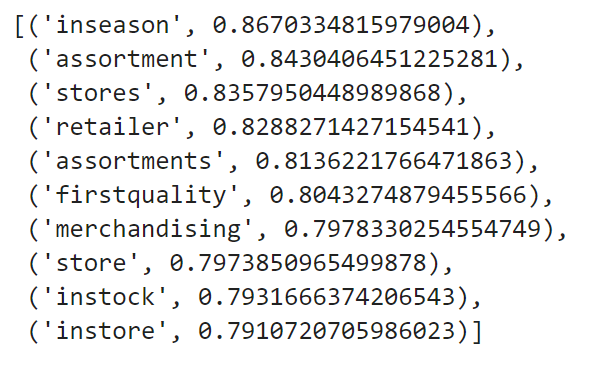 [('inseason', 0.8670334815979004),
('assortment', 0.8430406451225281),
('stores', 0.8357950448989868),
('retailer', 0.8288271427154541),
('assortments', 0.8136221766471863),
('firstquality', 0.8043274879455566),
('merchandising', 0.7978330254554749),
('store', 0.7973850965499878),
('instock', 0.7931666374206543),
('instore', 0.7910720705986023)]